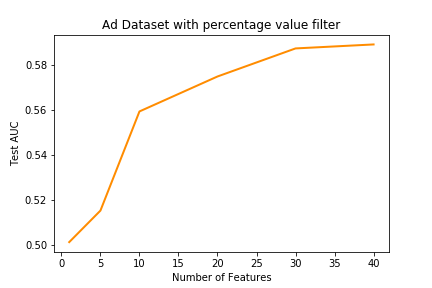 Ad Dataset with percentage value filter
Test AUC
0.58
0.56
0.54
0.52
0.50
0 5 10 15 20 25 30 35 40
Number of Features